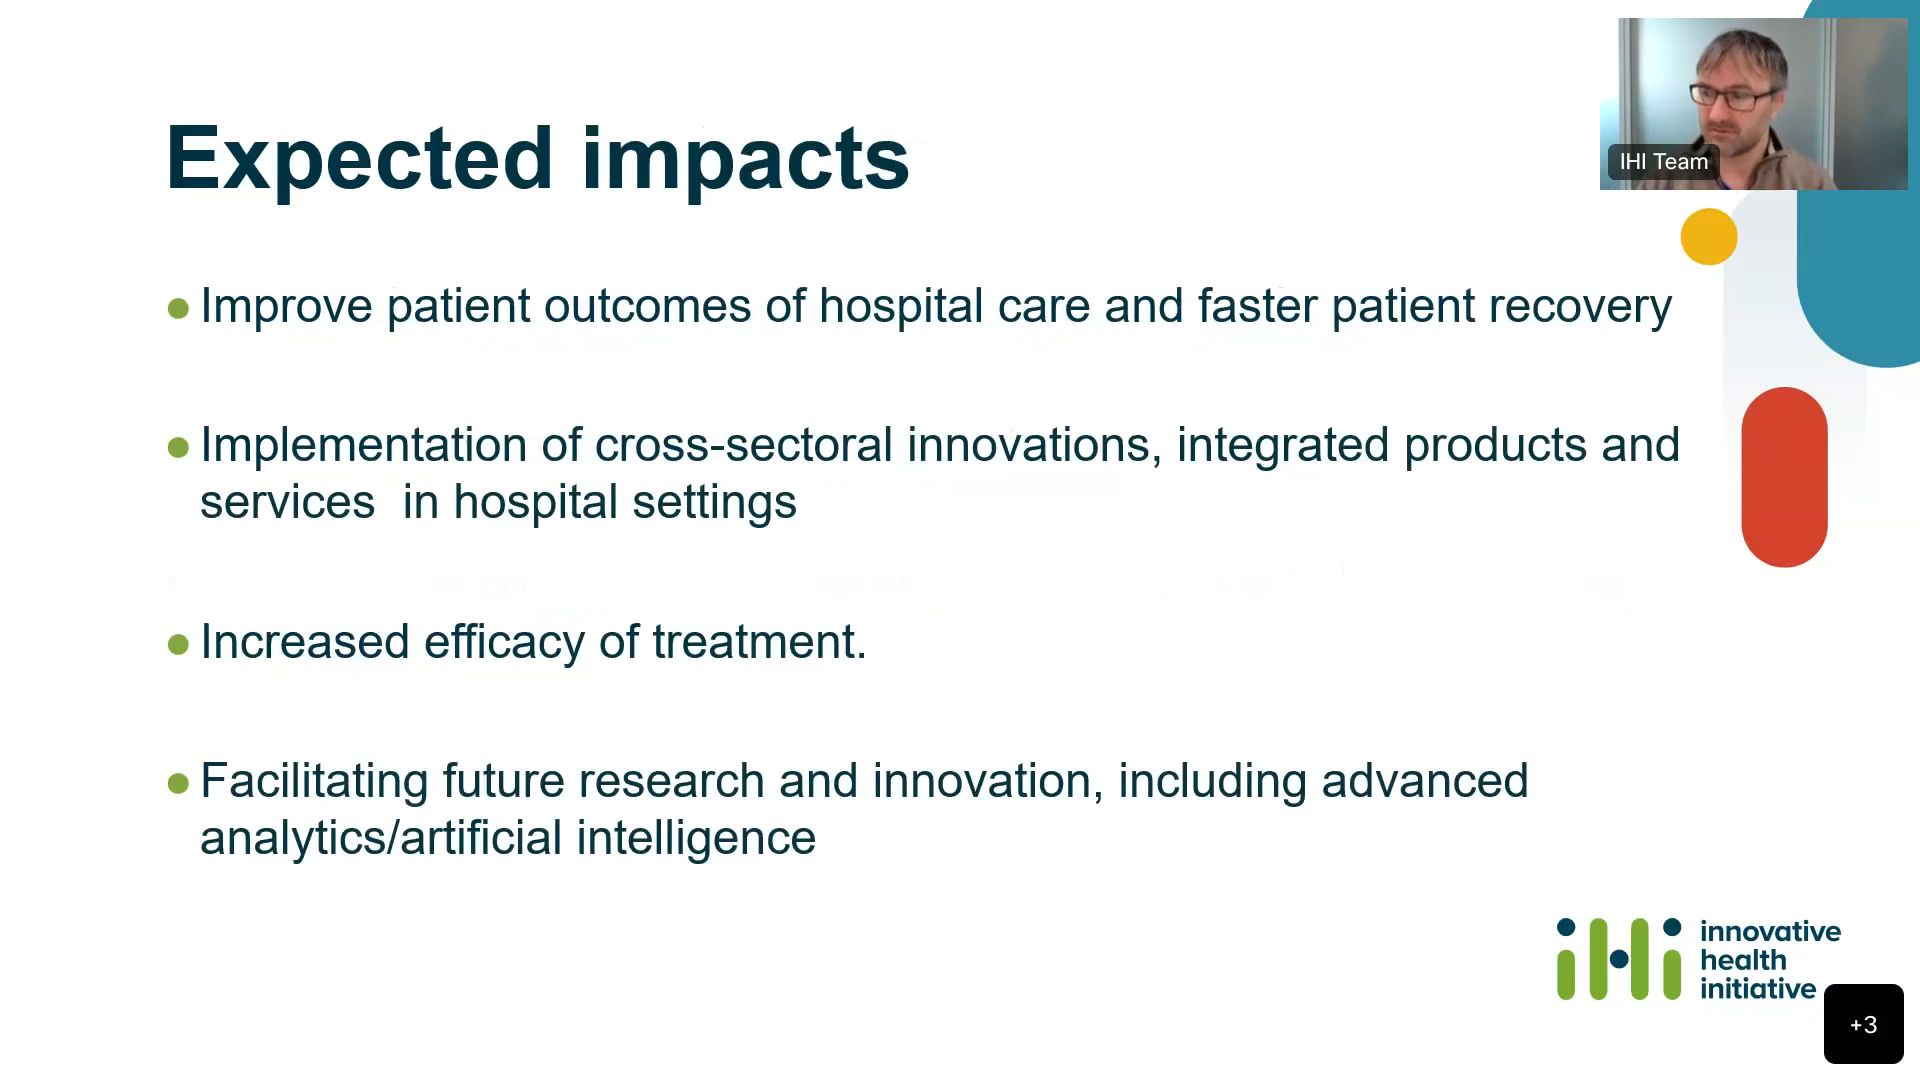 IHI Team
Expected impacts
Improve patient outcomes of hospital care and faster patient recovery
Implementation of cross-sectoral innovations, integrated products and
services in hospital settings
Increased efficacy of treatment.
Facilitating future research and innovation, including advanced
analytics/artificial intelligence
iHi
innovative
health
initiative
+3